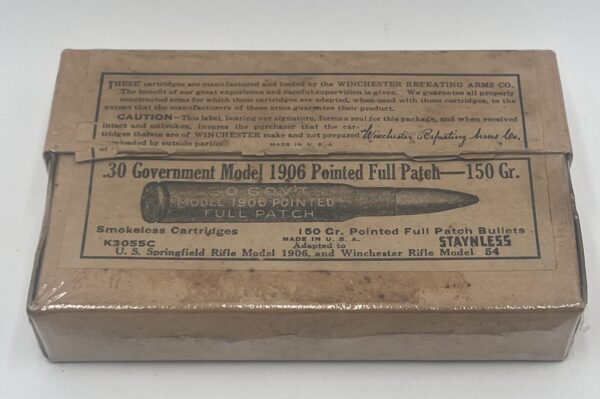 THESE cartridges are manufactured and loaded by the WINCHESTER REPEATING ARMS CO.
The benefit of our great experience and careful supervision is given. We guarantee all properly
constructed arms for which these cartridges are adapted, when used with these cartridges, to the
extent that the manufacturers of these arms guarantee their product.
CAUTION—This label, bearing our signature, forms a seal for this package, and when received
intact and unbroken, insures the purchaser that the car-
tridges therein are of WINCHESTER make and not prepared Winchester Repeating Arms Co.
reloaded by outside parties. MADE IN U.S.A.
.30 Government Model 1906 Pointed Full Patch—150 Gr.
.30 GOV'T
MODEL 1906 POINTED
FULL PATCH
Smokeless Cartridges 150 Gr. Pointed Full Patch Bullets
MADE IN U.S.A.
K3055C Adapted to STAYNLESS
U. S. Springfield Rifle Model 1906, and Winchester Rifle Model 54